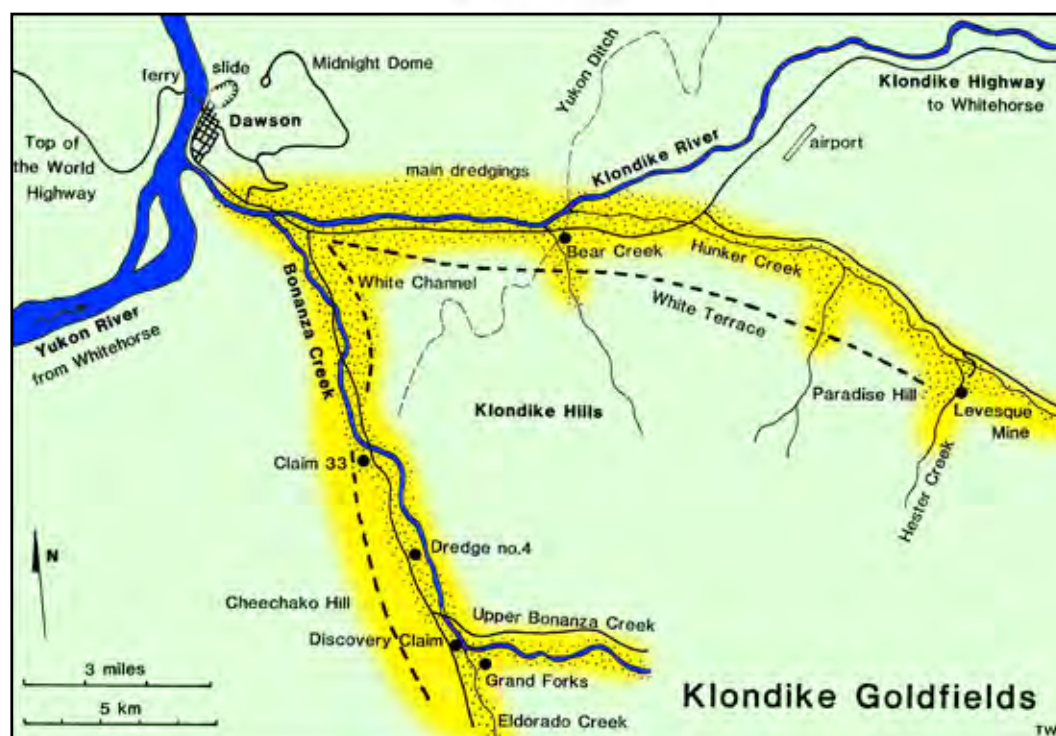 slide
Midnight Dome
ferry
Dawson
Top of
the World
Highway
Yukon Ditch
Klondike Highway
to Whitehorse
airport
Klondike River
main dredgings
Bear Creek
Hunker Creek
White Channel
White Terrace
Bonanza Creek
Yukon River
from Whitehorse
Klondike Hills
Paradise Hill
Levesque
Mine
Hester Creek
Claim 33
Dredge no.4
N
Cheechako Hill
Upper Bonanza Creek
Discovery Claim
Grand Forks
Eldorado Creek
3 miles
5 km
Klondike Goldfields
TW